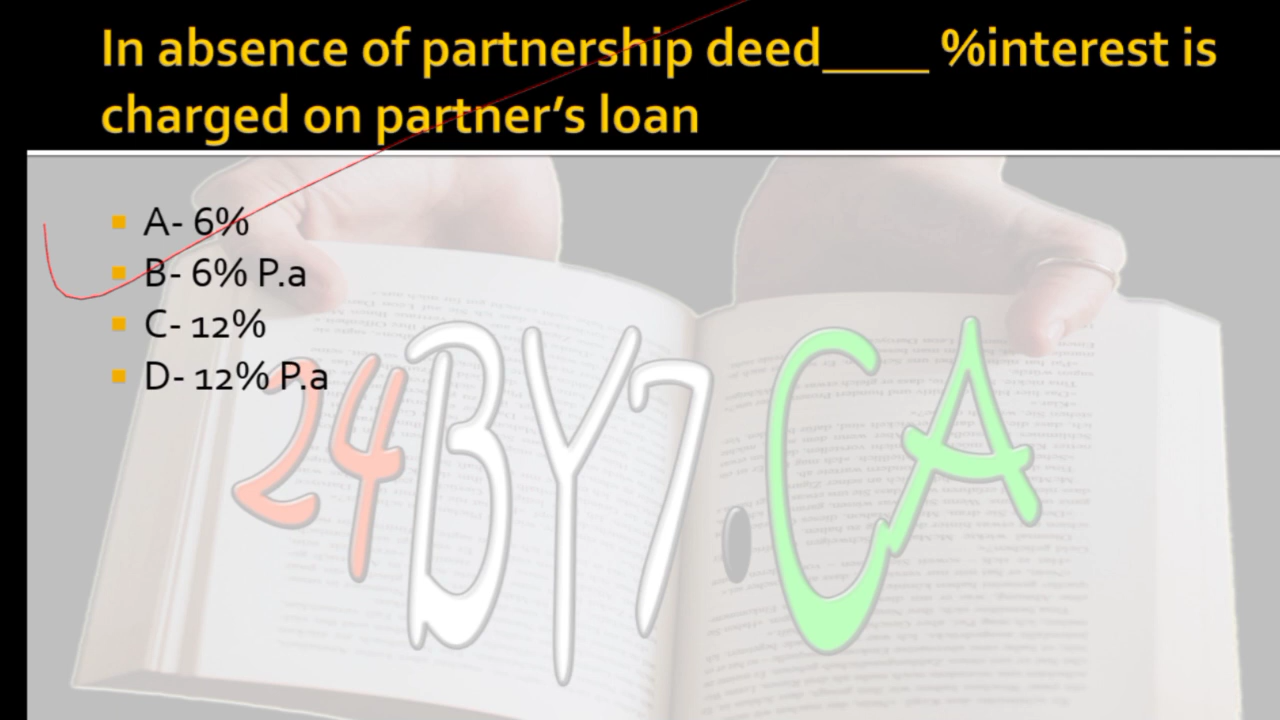 In absence of partnership deed____ %interest is
charged on partner's loan
A- 6%
B- 6% P.a
C- 12%
D- 12% P.a
24BY7.CA